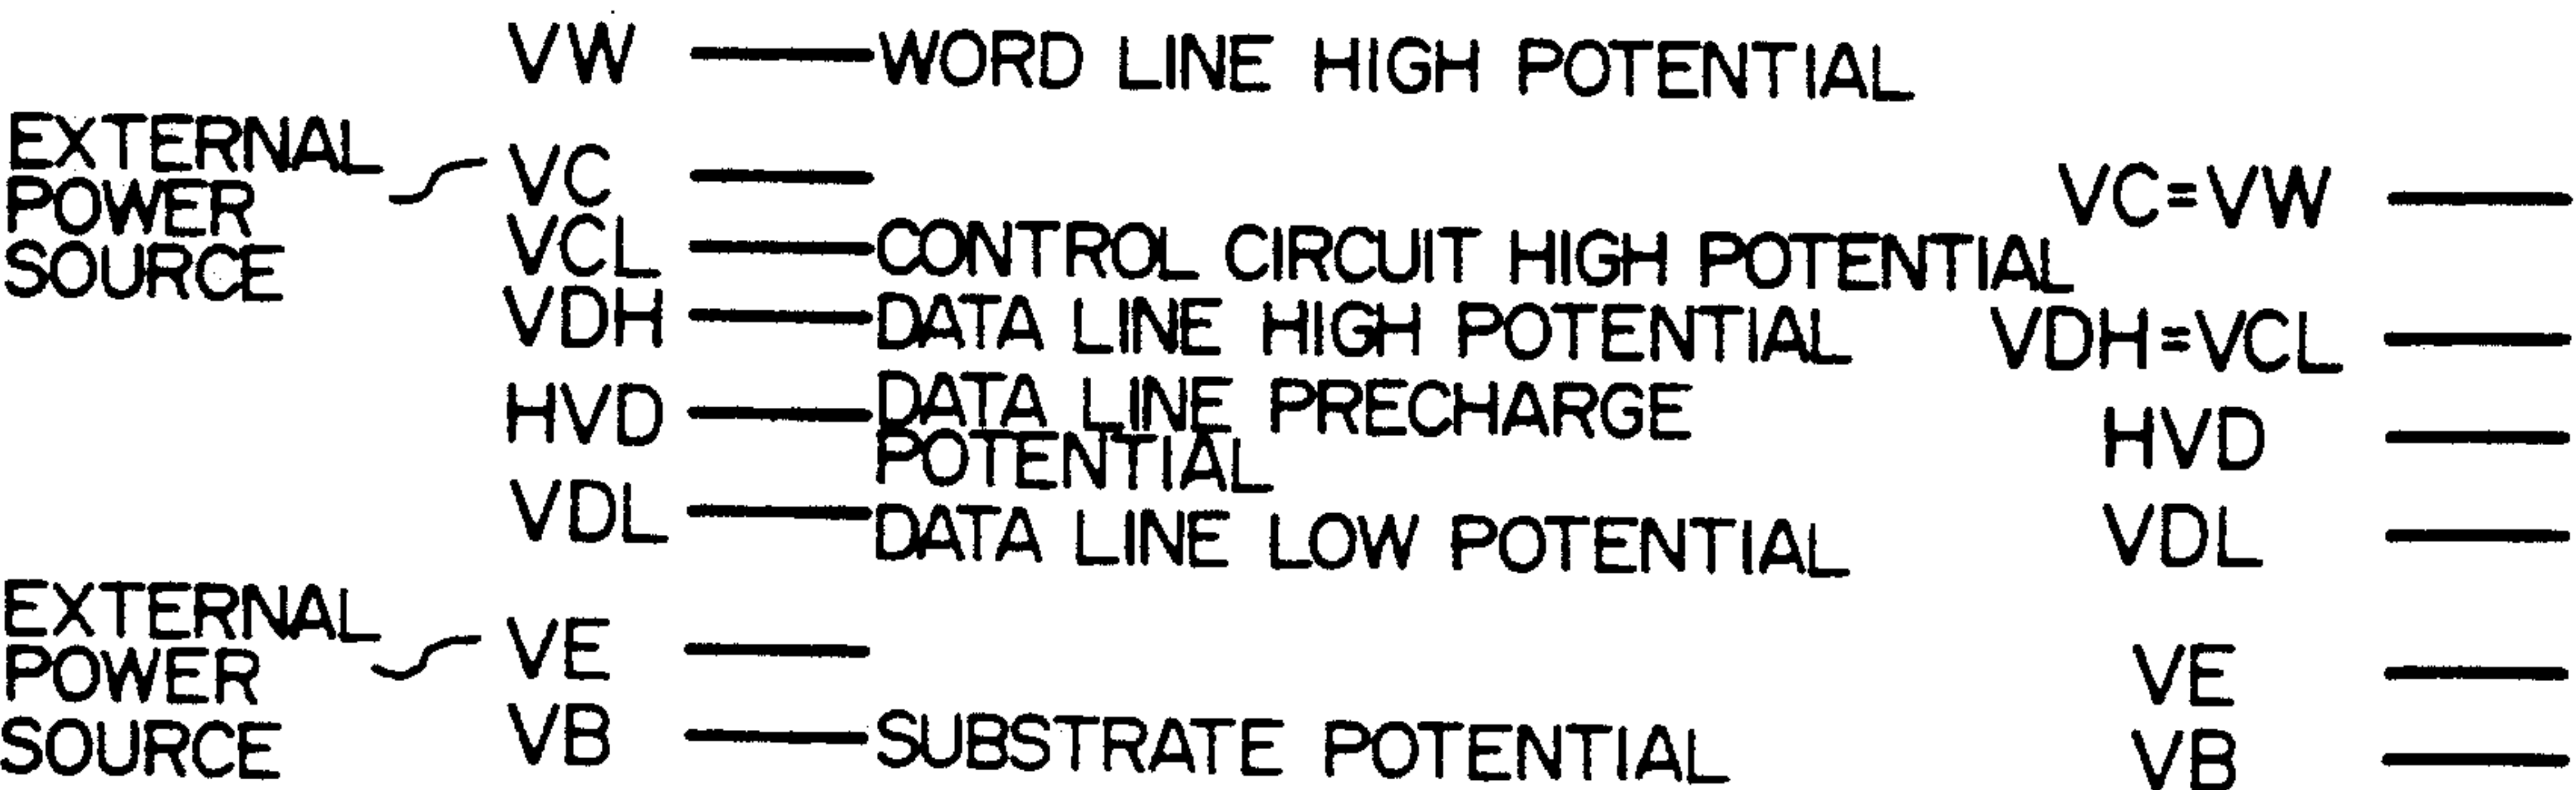 VW WORD LINE HIGH POTENTIAL
EXTERNAL
POWER
SOURCE
VC
VCL CONTROL CIRCUIT HIGH POTENTIAL
VDH DATA LINE HIGH POTENTIAL
HVD DATA LINE PRECHARGE
POTENTIAL
VDL DATA LINE LOW POTENTIAL
EXTERNAL
POWER
SOURCE
VE
VB SUBSTRATE POTENTIAL
VC=VW
VDH=VCL
HVD
VDL
VE
VB